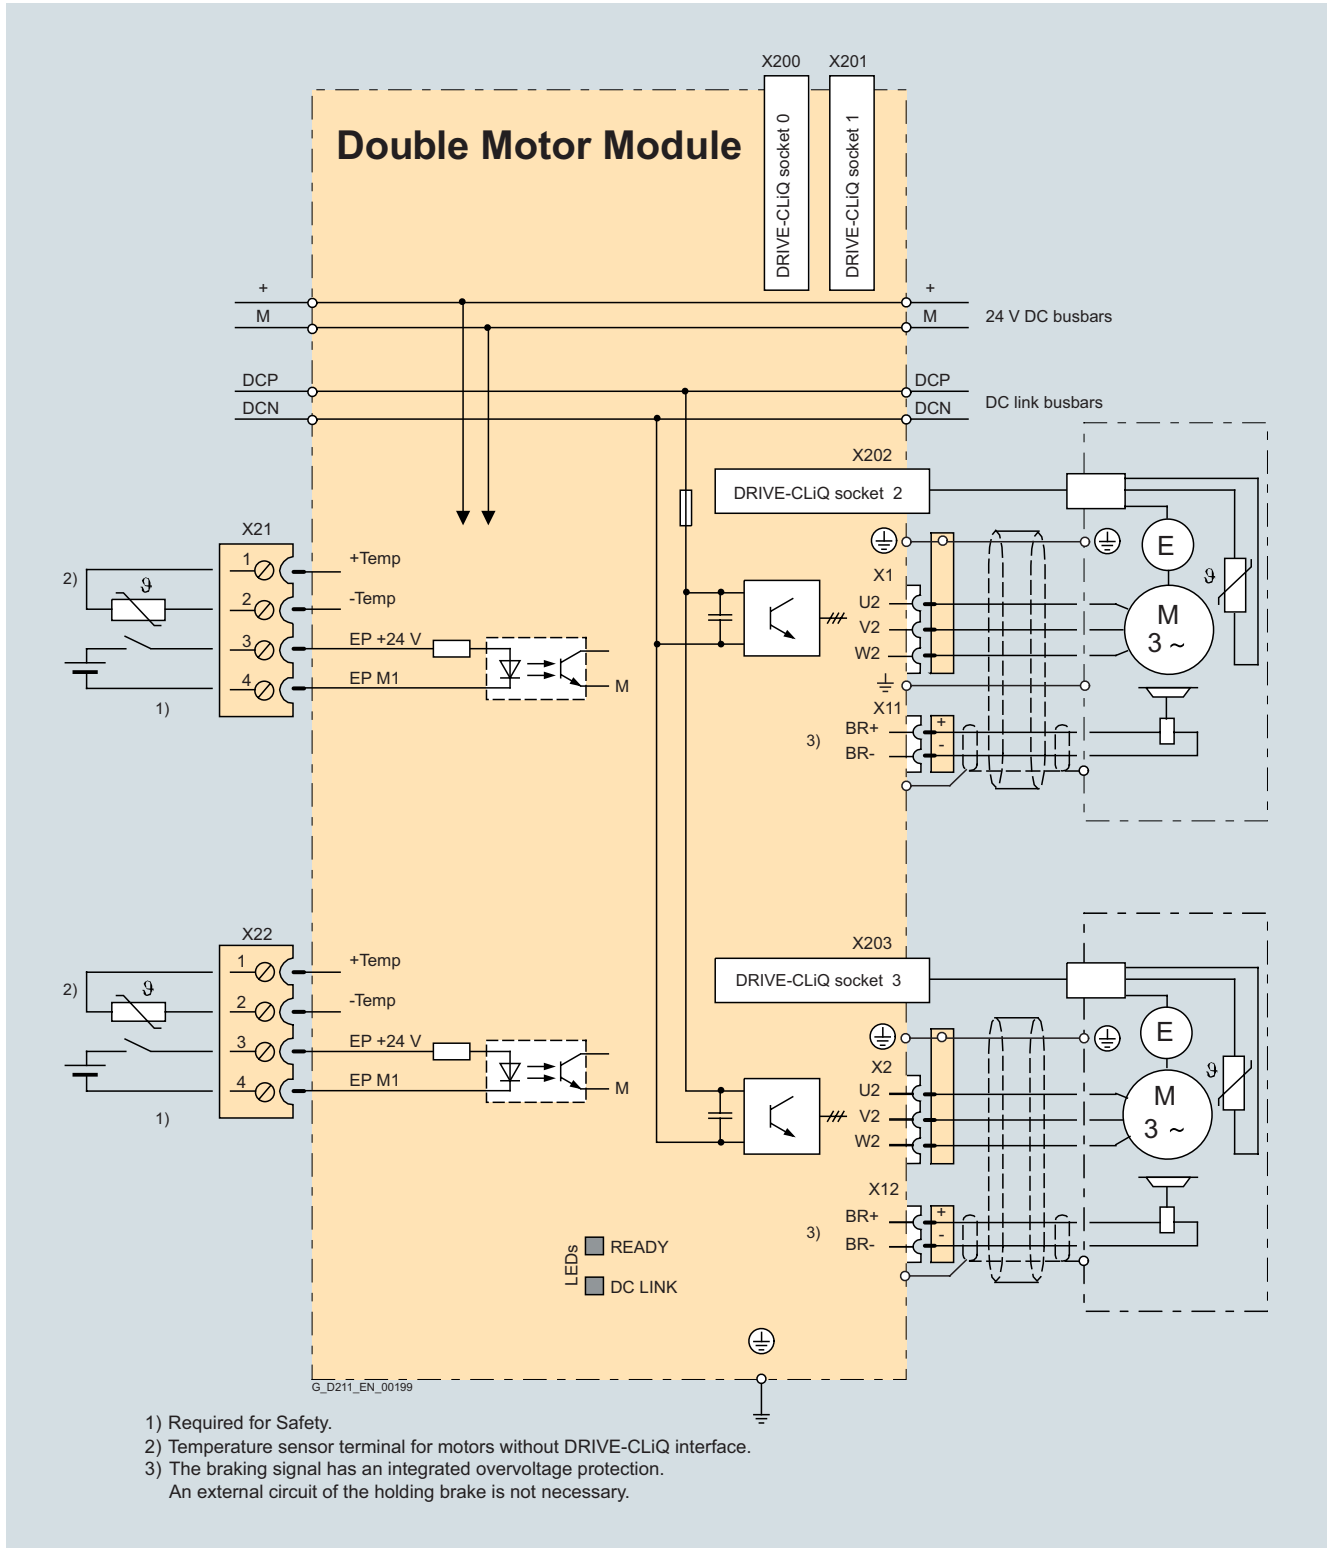 X200 X201
Double Motor Module
DRIVE-CLiQ socket 0
DRIVE-CLiQ socket 1
+ +
M M 24 V DC busbars
DCP DCP
DCN DCN DC link busbars
X202
DRIVE-CLiQ socket 2
X21
1 +Temp
2) ϑ
2 -Temp
3 EP +24 V
4 EP M1
M
1)
E
X1
ϑ
U2
V2
W2
M
3 ~
X11
3) BR+ +
BR- -
X22
1 +Temp
2) ϑ
2 -Temp
3 EP +24 V
4 EP M1
M
1)
X203
DRIVE-CLiQ socket 3
E
X2
ϑ
U2
V2
W2
M
3 ~
X12
3) BR+ +
BR- -
LEDs
READY
DC LINK
G_D211_EN_00199
1) Required for Safety.
2) Temperature sensor terminal for motors without DRIVE-CLiQ interface.
3) The braking signal has an integrated overvoltage protection.
An external circuit of the holding brake is not necessary.